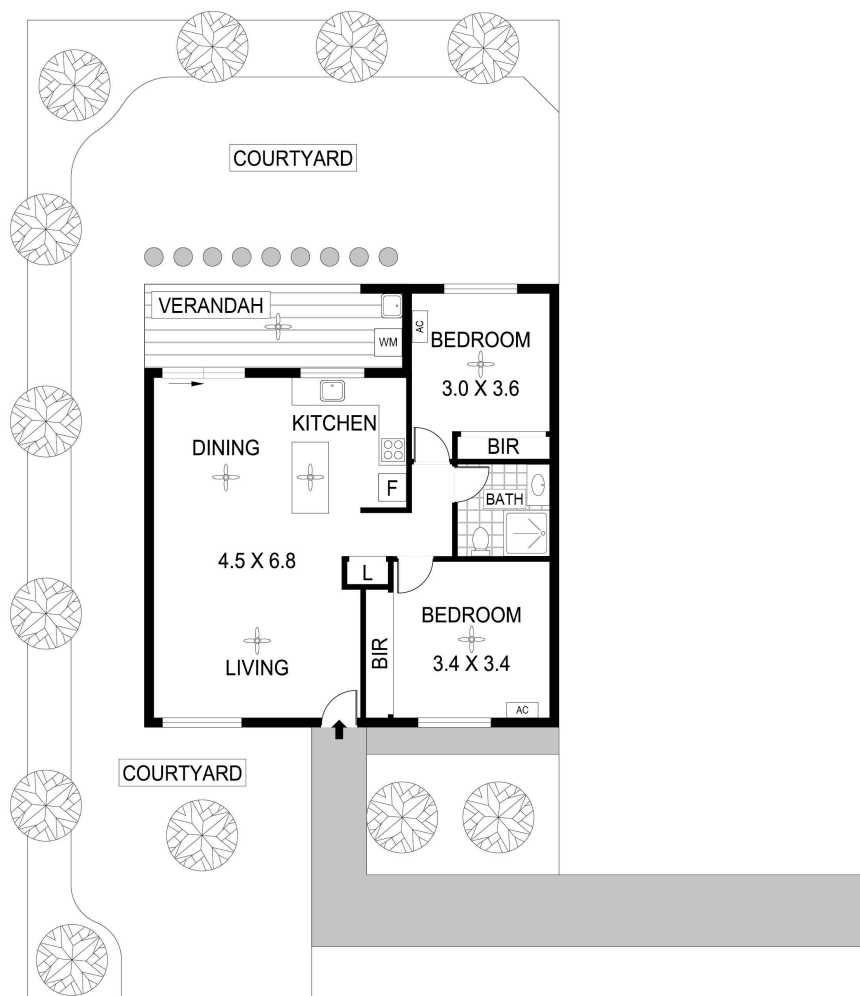 COURTYARD
VERANDAH
WM
AC
BEDROOM
3.0 X 3.6
KITCHEN
DINING
BIR
F
BATH
4.5 X 6.8
L
BEDROOM
3.4 X 3.4
BIR
LIVING
AC
COURTYARD